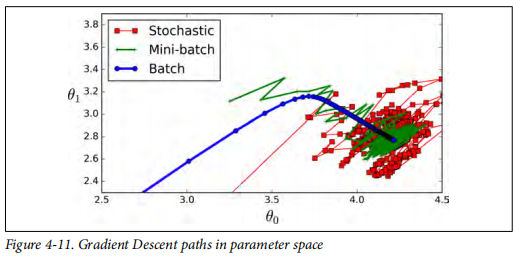 3.8
3.6
3.4
θ1
3.2
3.0
2.8
2.6
2.4
Stochastic
Mini-batch
Batch
2.5 3.0 3.5 4.0 4.5
θ0
Figure 4-11. Gradient Descent paths in parameter space